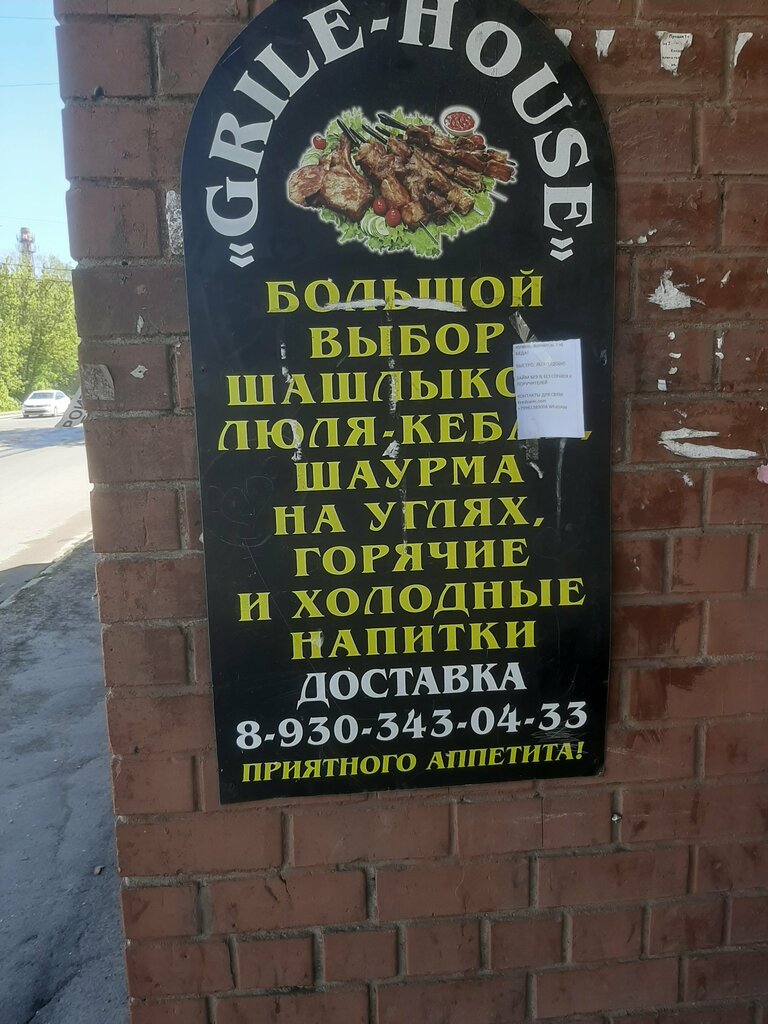 «GRILE-HOUSE»
БОЛЬШОЙ
ВЫБОР
ШАШЛЫКО
ЛЮЛЯ-КЕБ
ШАУРМА
НА УГЛЯХ,
ГОРЯЧИЕ
И ХОЛОДНЫЕ
НАПИТКИ
ДОСТАВКА
8-930-343-04-33
ПРИЯТНОГО АППЕТИТА!